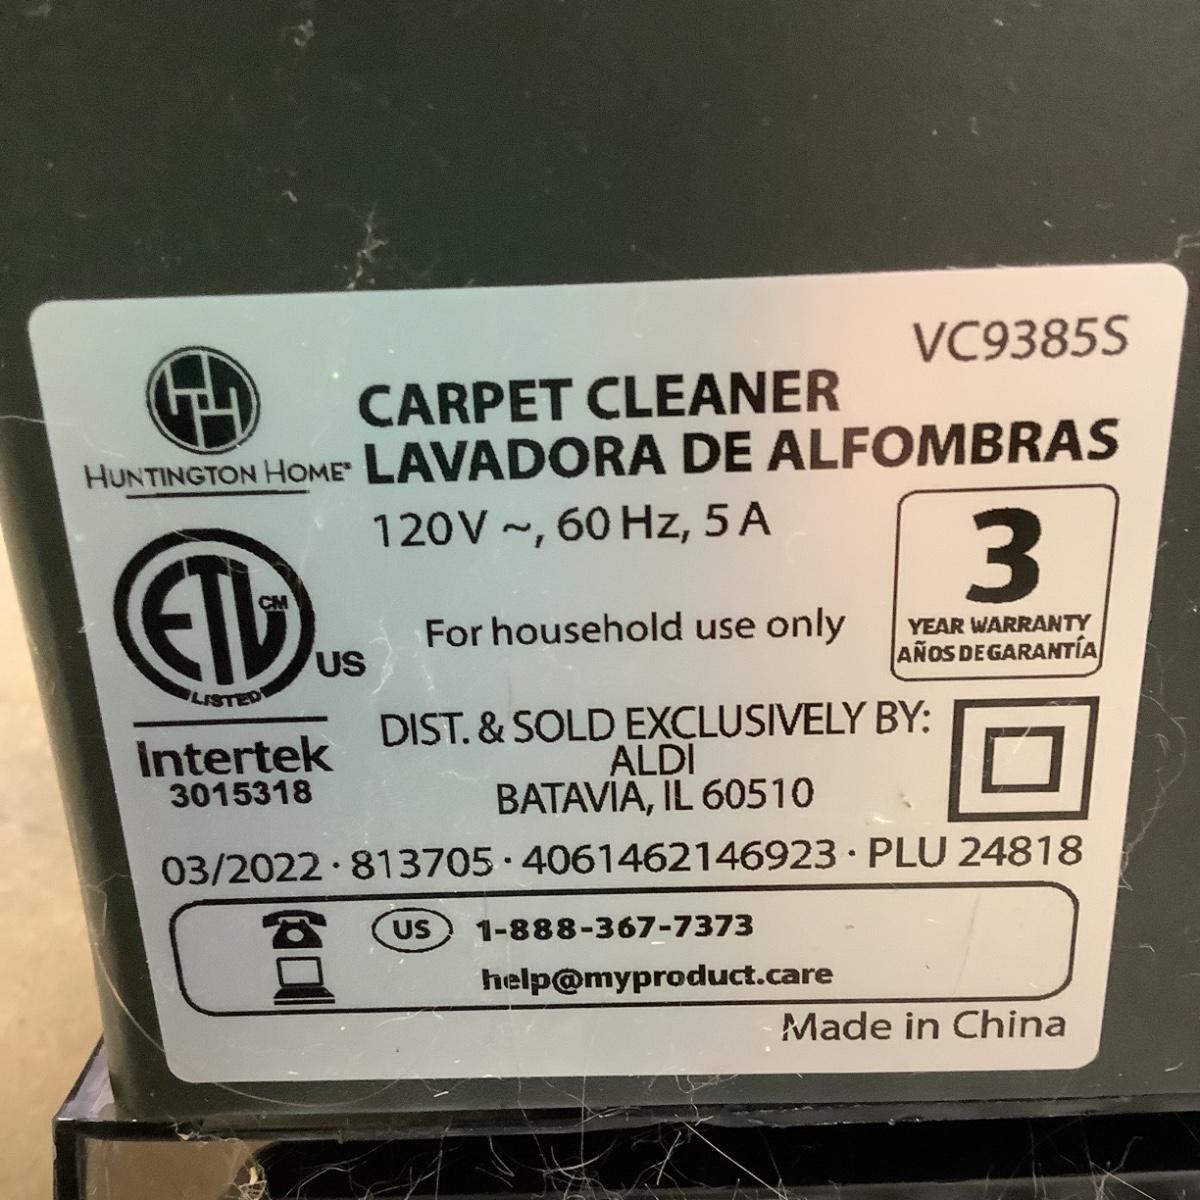 VC9385S
HUNTINGTON HOME®
CARPET CLEANER
LAVADORA DE ALFOMBRAS
120V ~, 60 Hz, 5 A
3
YEAR WARRANTY
AÑOS DE GARANTÍA
ETL CM
LISTED
US
Intertek
3015318
For household use only
DIST. & SOLD EXCLUSIVELY BY:
ALDI
BATAVIA, IL 60510
03/2022 · 813705 · 4061462146923 · PLU 24818
US 1-888-367-7373
help@myproduct.care
Made in China